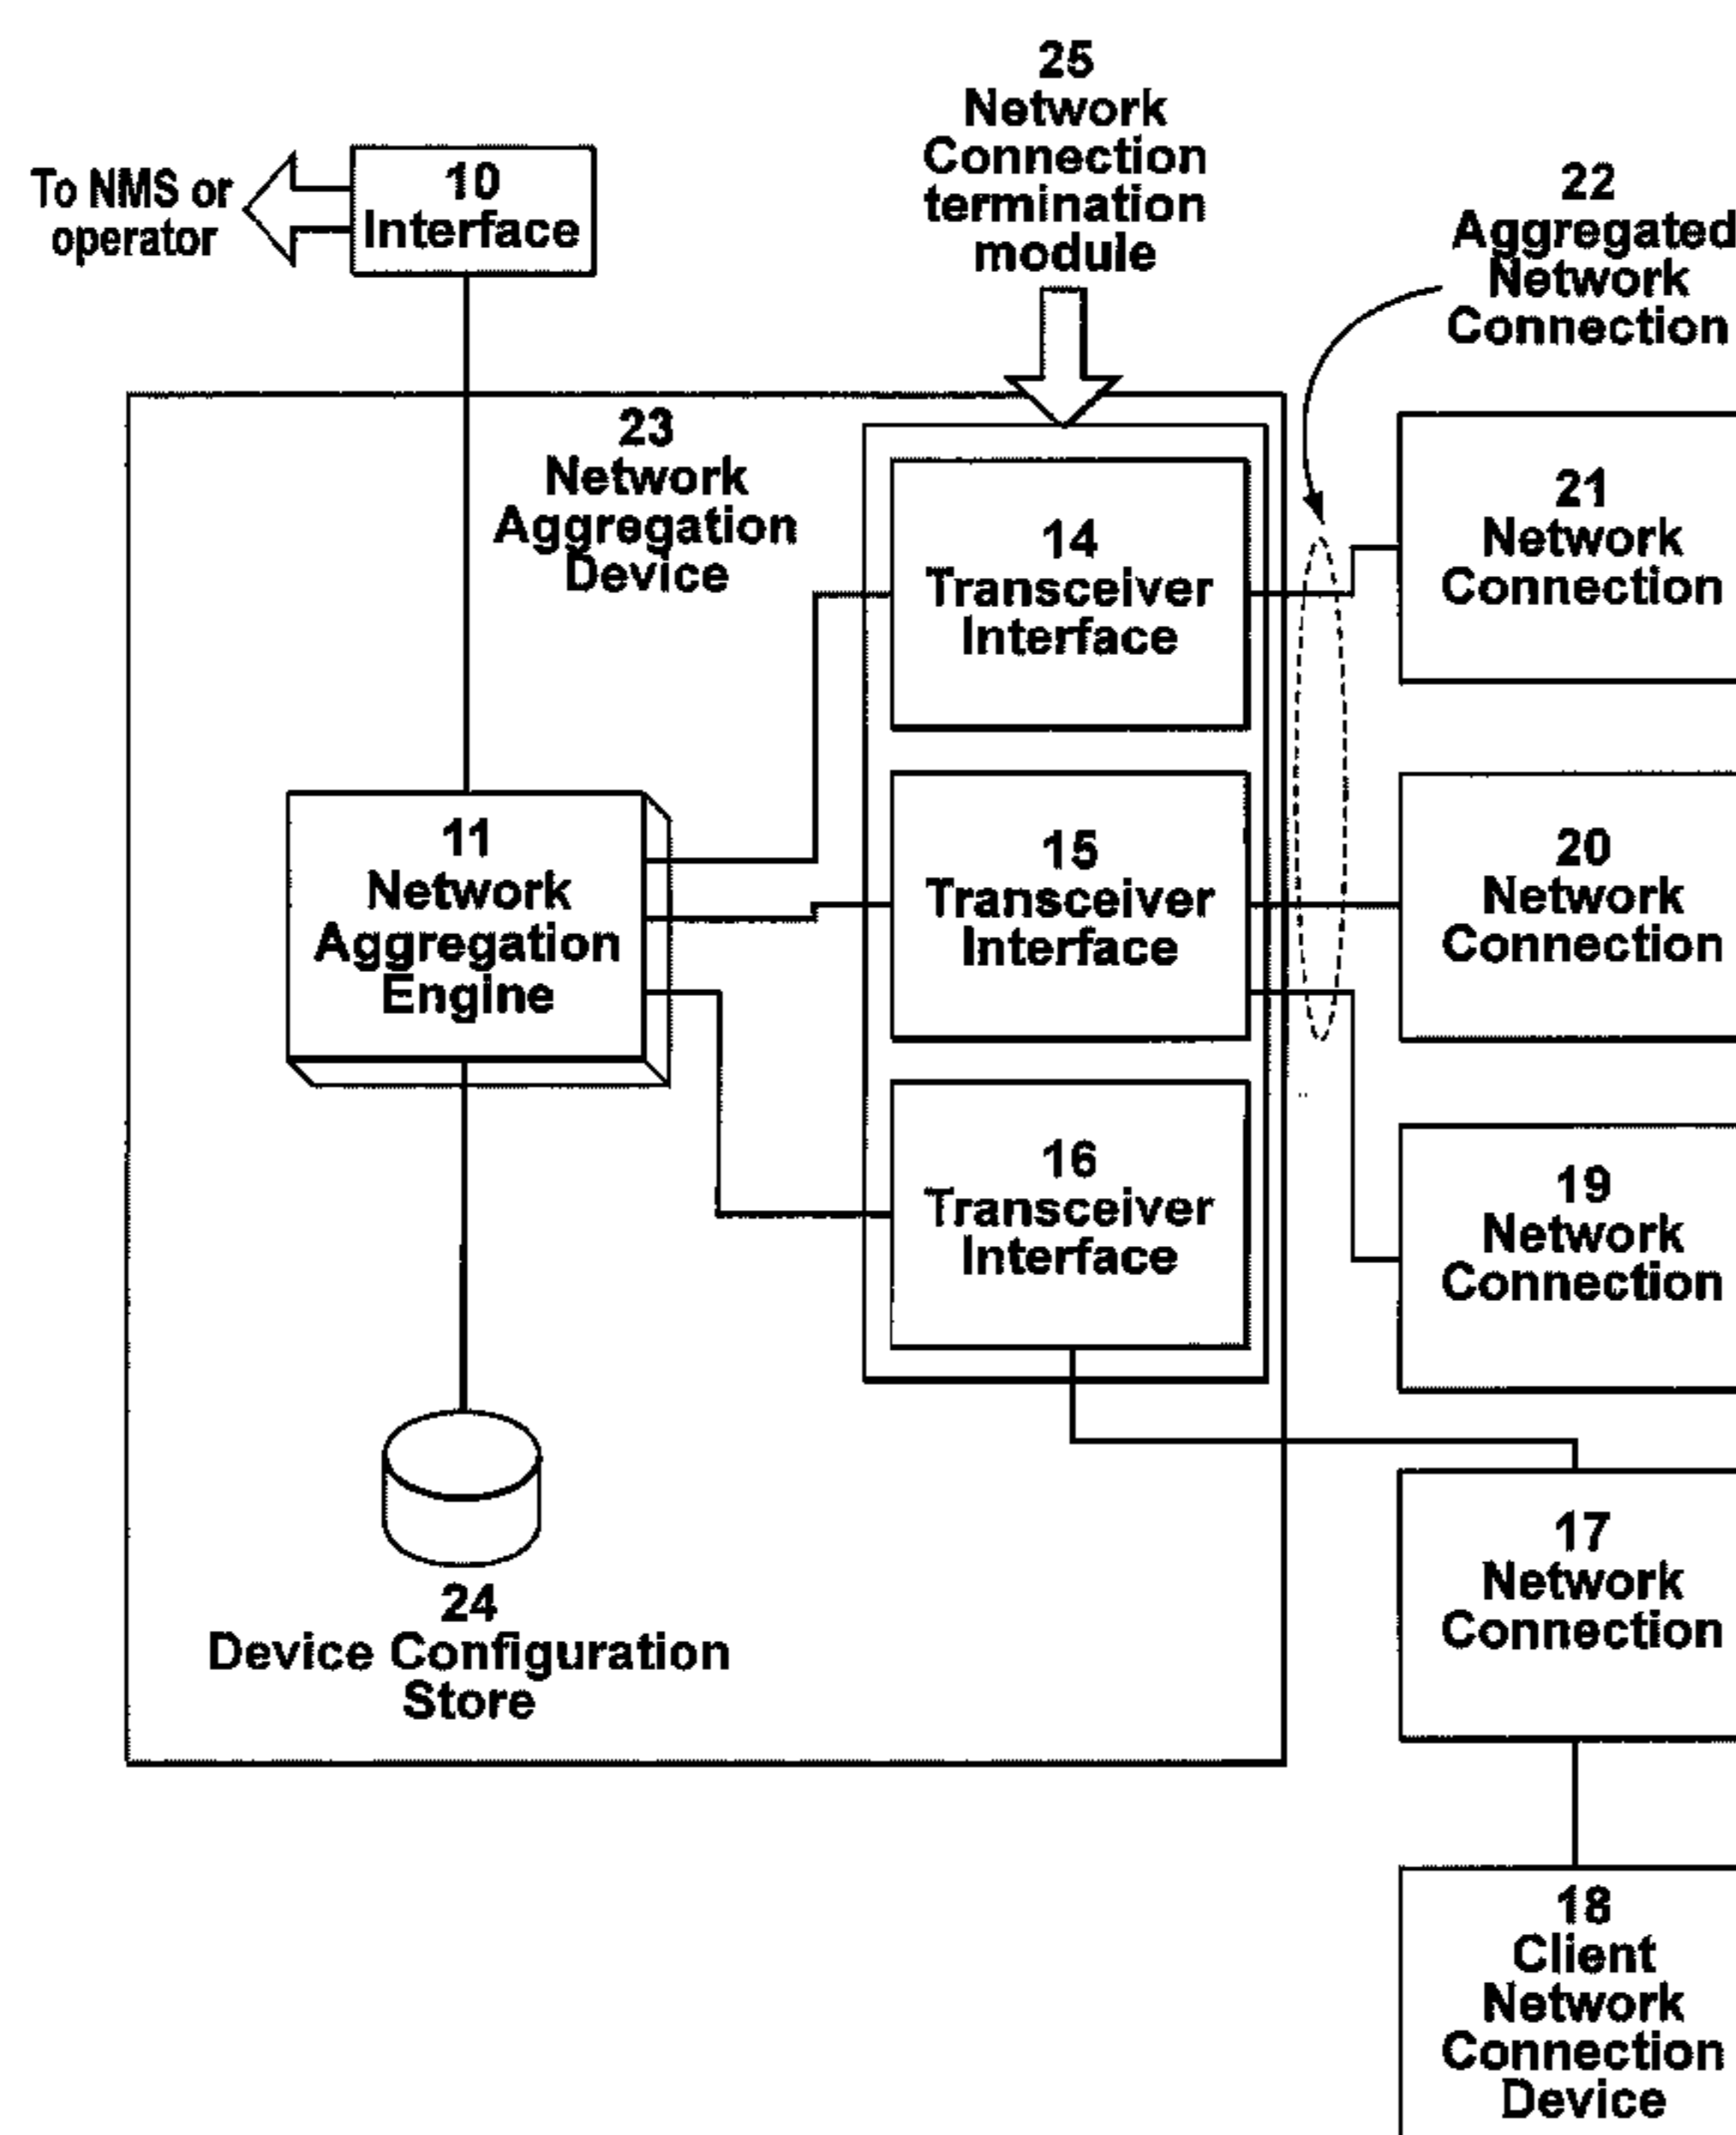 25
Network
Connection
termination
module
To NMS or
operator
10
Interface
22
Aggregated
Network
Connection
23
Network
Aggregation
Device
14
Transceiver
Interface
21
Network
Connection
11
Network
Aggregation
Engine
15
Transceiver
Interface
20
Network
Connection
16
Transceiver
Interface
19
Network
Connection
24
Device Configuration
Store
17
Network
Connection
18
Client
Network
Connection
Device